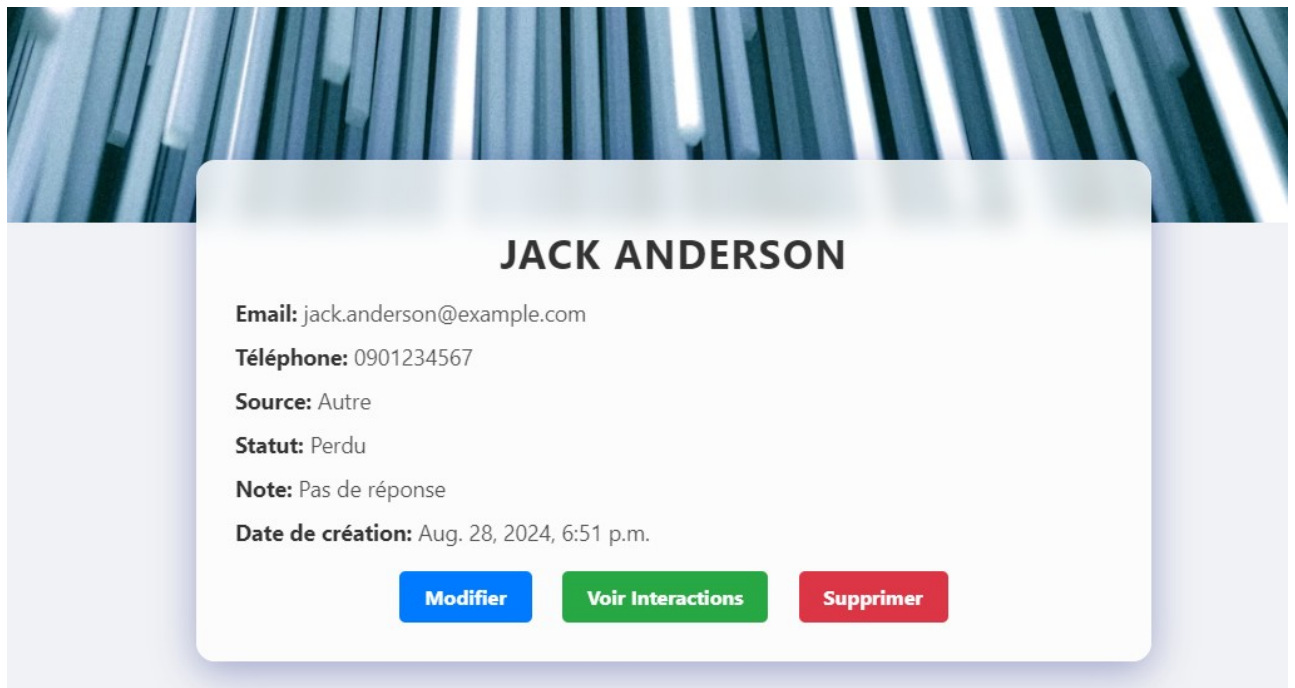 JACK ANDERSON
Email: jack.anderson@example.com
Téléphone: 0901234567
Source: Autre
Statut: Perdu
Note: Pas de réponse
Date de création: Aug. 28, 2024, 6:51 p.m.
Modifier Voir Interactions Supprimer